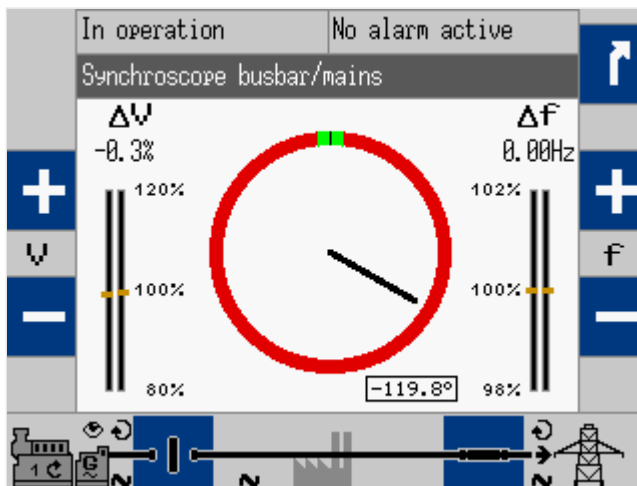 In operation
No alarm active
Synchroscope busbar/mains
ΔV
Δf
-0.3%
0.00Hz
120%
102%
V
f
100%
100%
80%
-119.8°
98%
1
G